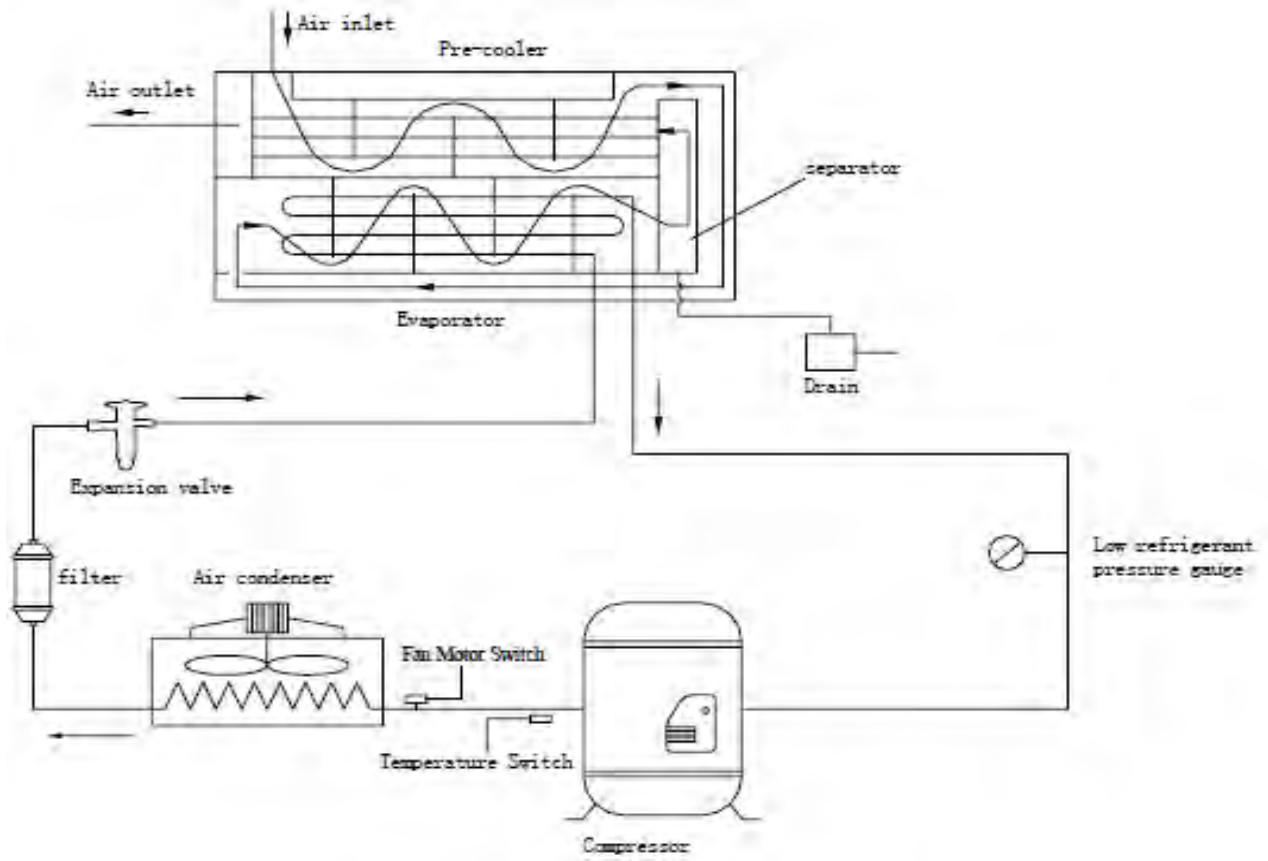 Air inlet
Pre-cooler
Air outlet
separator
Evaporator
Drain
Expansion valve
Low refrigerant
pressure gauge
filter
Air condenser
Fan Motor Switch
Temperature Switch
Compressor